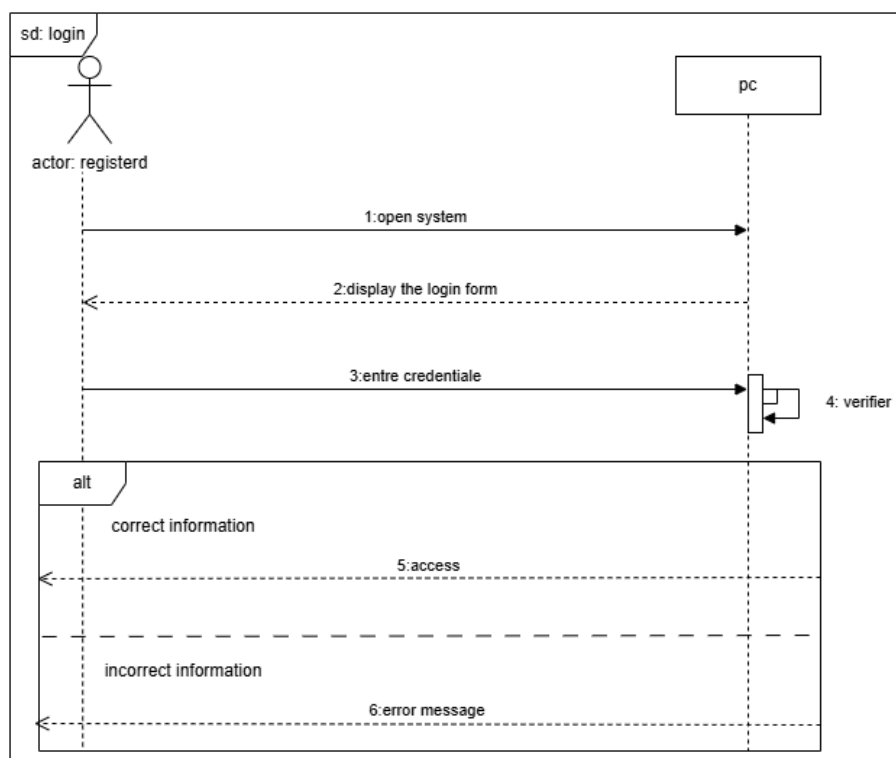 sd: login
pc
actor: registerd
1:open system
2:display the login form
3:entre credentiale
4: verifier
alt
correct information
5:access
incorrect information
6:error message